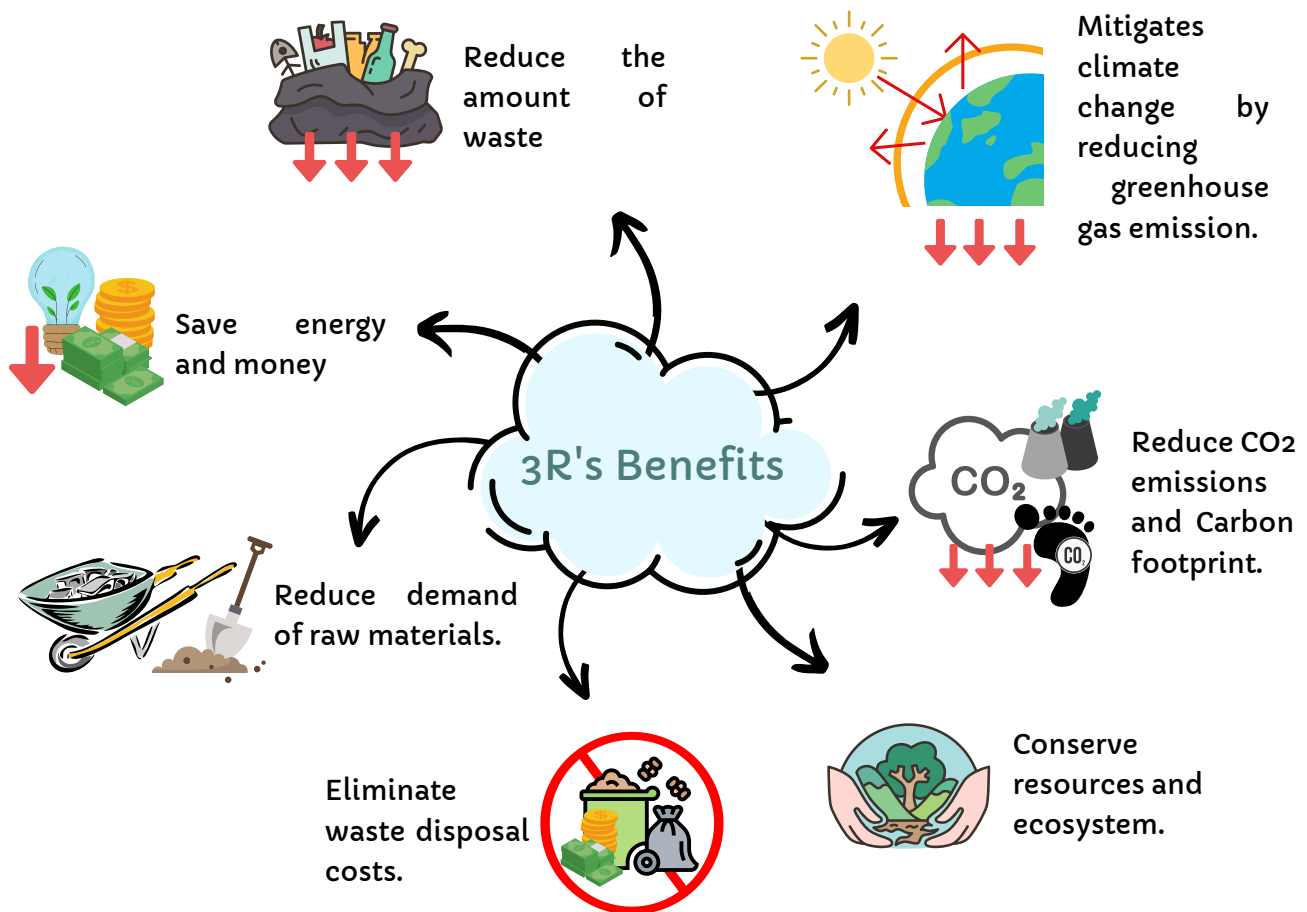 Reduce the
amount of
waste
Mitigates
climate
change by
reducing
greenhouse
gas emission.
Save energy
and money
3R's Benefits
CO₂
CO₂
Reduce CO2
emissions
and Carbon
footprint.
Reduce demand
of raw materials.
Eliminate
waste disposal
costs.
Conserve
resources and
ecosystem.